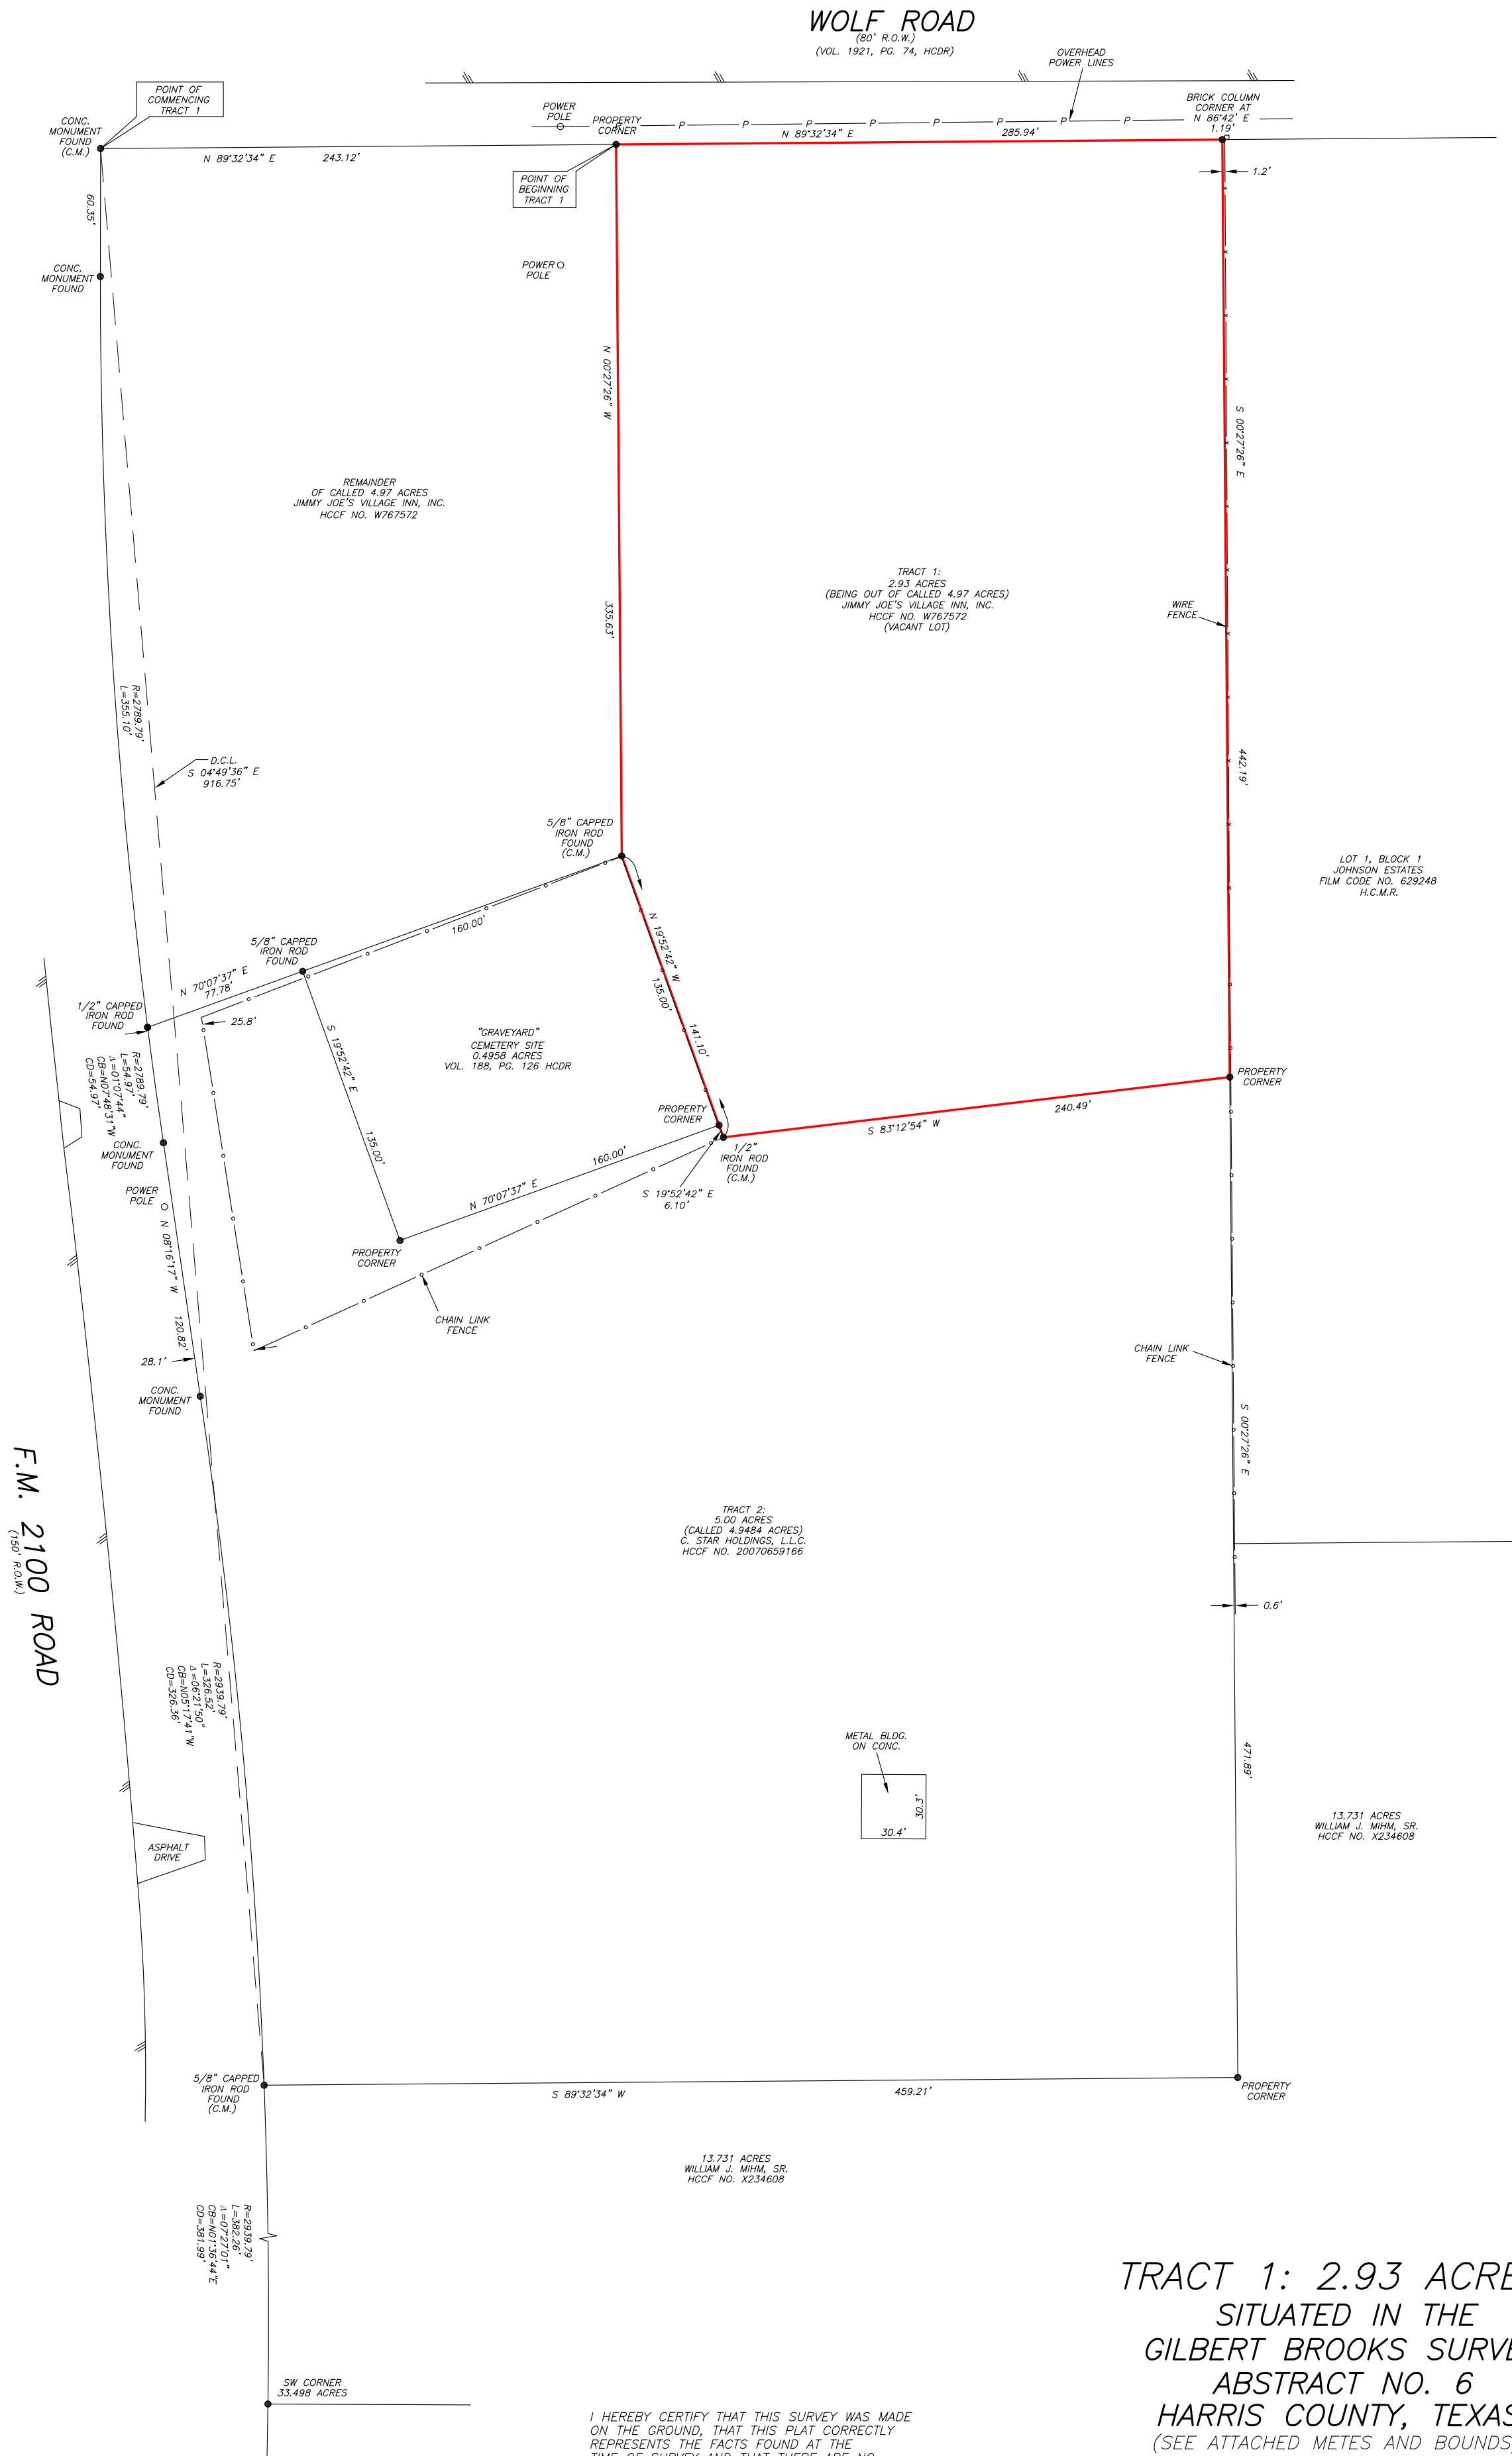 WOLF ROAD
(80' R.O.W.)
(VOL. 1921, PG. 74, HCDR)
OVERHEAD
POWER LINES
POINT OF
COMMENCING
TRACT 1
CONC.
MONUMENT
FOUND
(C.M.)
POWER
POLE
PROPERTY
CORNER
P P P P P P P P P
BRICK COLUMN
CORNER AT
N 86°42' E
1.19'
N 89°32'34" E 243.12'
N 89°32'34" E 285.94'
POINT OF
BEGINNING
TRACT 1
1.2'
60.35'
CONC.
MONUMENT
FOUND
POWER
POLE
N 00°27'26" W
335.63'
S 00°27'26" E
442.19'
REMAINDER
OF CALLED 4.97 ACRES
JIMMY JOE'S VILLAGE INN, INC.
HCCF NO. W767572
TRACT 1:
2.93 ACRES
(BEING OUT OF CALLED 4.97 ACRES)
JIMMY JOE'S VILLAGE INN, INC.
HCCF NO. W767572
(VACANT LOT)
WIRE
FENCE
R=2789.79'
L=355.10'
D.C.L.
S 04°49'36" E
916.75'
5/8" CAPPED
IRON ROD
FOUND
(C.M.)
LOT 1, BLOCK 1
JOHNSON ESTATES
FILM CODE NO. 629248
H.C.M.R.
160.00'
5/8" CAPPED
IRON ROD
FOUND
N 70°07'37" E
77.78'
1/2" CAPPED
IRON ROD
FOUND
25.8'
N 19°52'42" W
135.00'
141.10'
"GRAVEYARD"
CEMETERY SITE
0.4958 ACRES
VOL. 188, PG. 126 HCDR
S 19°52'42" E
135.00'
R=2789.79'
L=54.97'
Δ=01°07'44"
CB=N07°48'31"W
CD=54.97'
PROPERTY
CORNER
PROPERTY
CORNER
S 83°12'54" W 240.49'
1/2"
IRON ROD
FOUND
(C.M.)
CONC.
MONUMENT
FOUND
N 70°07'37" E 160.00'
S 19°52'42" E
6.10'
POWER
POLE
N 08°16'17" W 120.82'
PROPERTY
CORNER
CHAIN LINK
FENCE
28.1'
CONC.
MONUMENT
FOUND
CHAIN LINK
FENCE
S 00°27'26" E
471.89'
F.M. 2100 ROAD
(150' R.O.W.)
TRACT 2:
5.00 ACRES
(CALLED 4.9484 ACRES)
C. STAR HOLDINGS, L.L.C.
HCCF NO. 20070659166
0.6'
R=2939.79'
L=326.52'
Δ=06°21'50"
CB=N05°17'41"W
CD=326.36'
METAL BLDG.
ON CONC.
30.3'
30.4'
13.731 ACRES
WILLIAM J. MIHM, SR.
HCCF NO. X234608
ASPHALT
DRIVE
5/8" CAPPED
IRON ROD
FOUND
(C.M.)
S 89°32'34" W 459.21'
PROPERTY
CORNER
13.731 ACRES
WILLIAM J. MIHM, SR.
HCCF NO. X234608
R=2939.79'
L=382.26'
Δ=07°27'01"
CB=N01°36'44"E
CD=381.99'
SW CORNER
33.498 ACRES
TRACT 1: 2.93 ACRE
SITUATED IN THE
GILBERT BROOKS SURVE
ABSTRACT NO. 6
HARRIS COUNTY, TEXAS
(SEE ATTACHED METES AND BOUNDS
I HEREBY CERTIFY THAT THIS SURVEY WAS MADE
ON THE GROUND, THAT THIS PLAT CORRECTLY
REPRESENTS THE FACTS FOUND AT THE
TIME OF SURVEY AND THAT THERE ARE NO